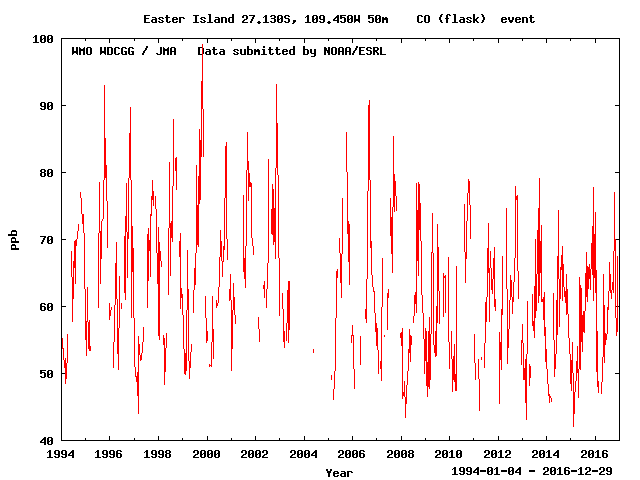 Easter Island 27.130S, 109.450W 50m CO (flask) event
WMO WDCGG / JMA Data submitted by NOAA/ESRL
100
90
80
70
60
50
40
ppb
1994 1996 1998 2000 2002 2004 2006 2008 2010 2012 2014 2016
Year
1994-01-04 - 2016-12-29